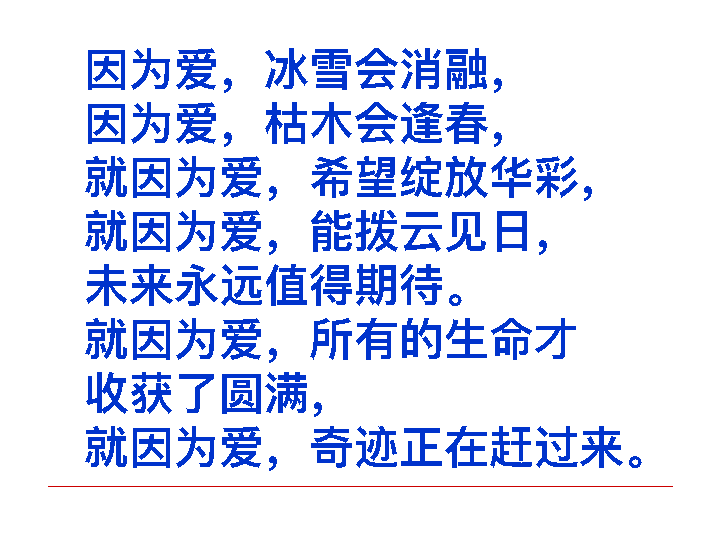 因为爱，冰雪会消融，
因为爱，枯木会逢春，
就因为爱，希望绽放华彩，
就因为爱，能拨云见日，
未来永远值得期待。
就因为爱，所有的生命才
收获了圆满，
就因为爱，奇迹正在赶过来。